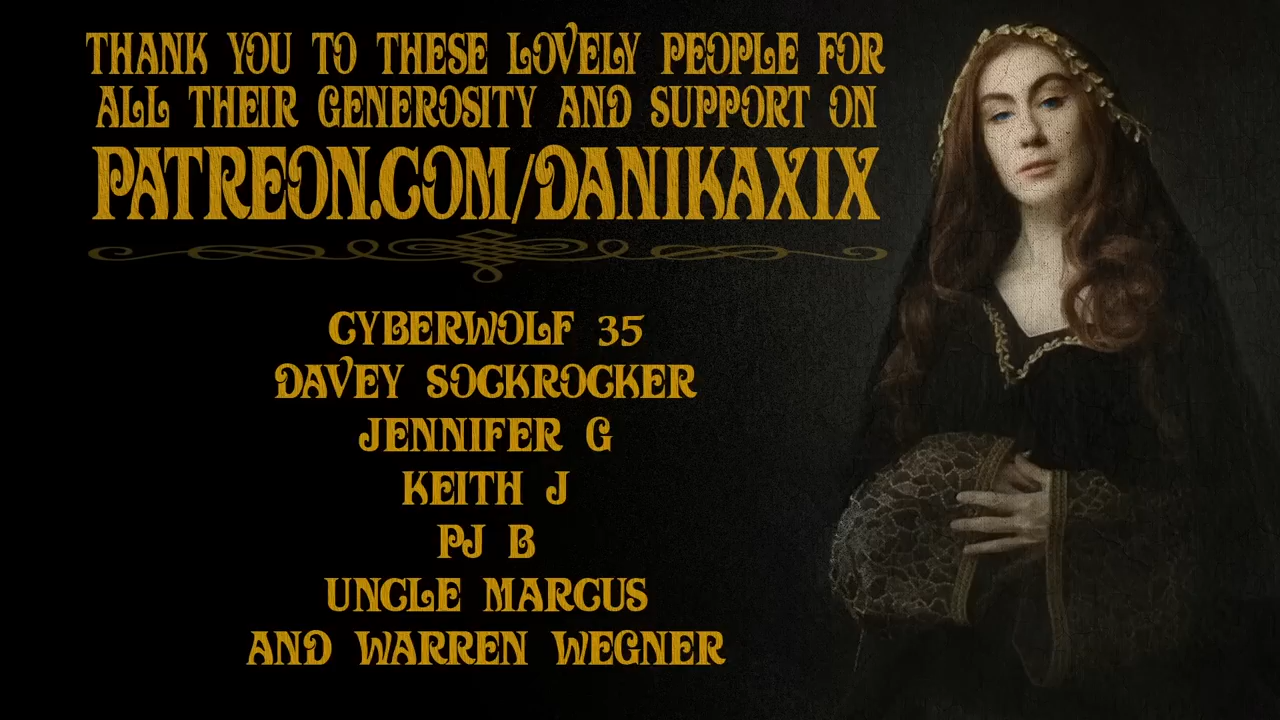 THANK YOU TO THESE LOVELY PEOPLE FOR
ALL THEIR GENEROSITY AND SUPPORT ON
PATREON.COM/DANIKAXIX
CYBERWOLF 35
DAVEY SOCKROCKER
JENNIFER G
KEITH J
PJ B
UNCLE MARCUS
AND WARREN WEGNER